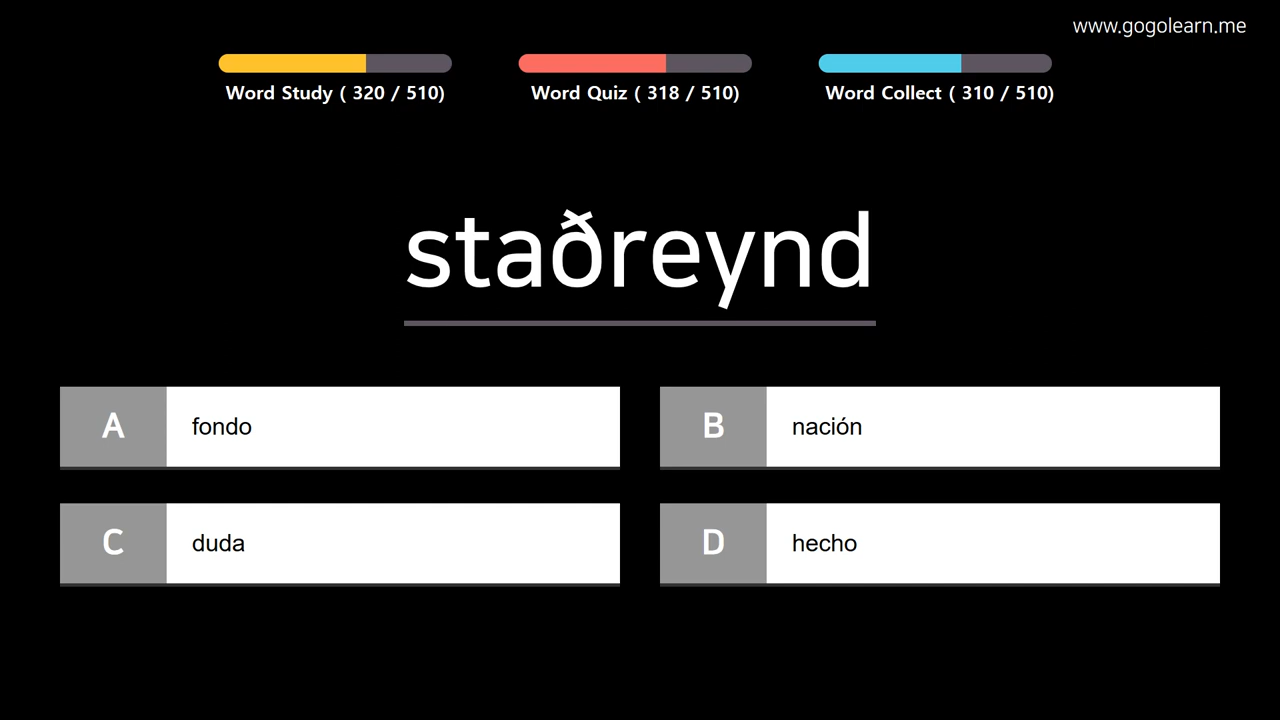 www.gogolearn.me
Word Study ( 320 / 510)
Word Quiz ( 318 / 510)
Word Collect ( 310 / 510)
staðreynd
A fondo
B nación
C duda
D hecho